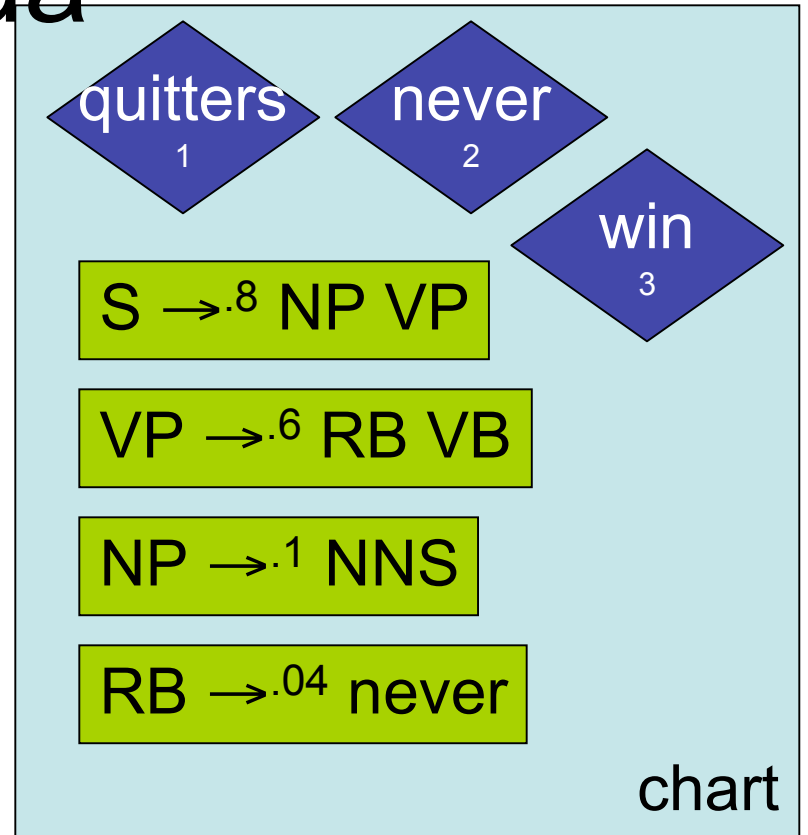 quitters
1
never
2
win
3
S →.8 NP VP
VP →.6 RB VB
NP →.1 NNS
RB →.04 never
chart